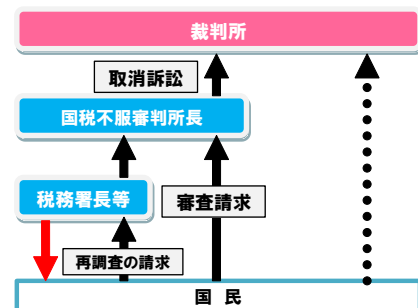 裁判所
取消訴訟
国税不服審判所長
税務署長等
審査請求
再調査の請求
国 民